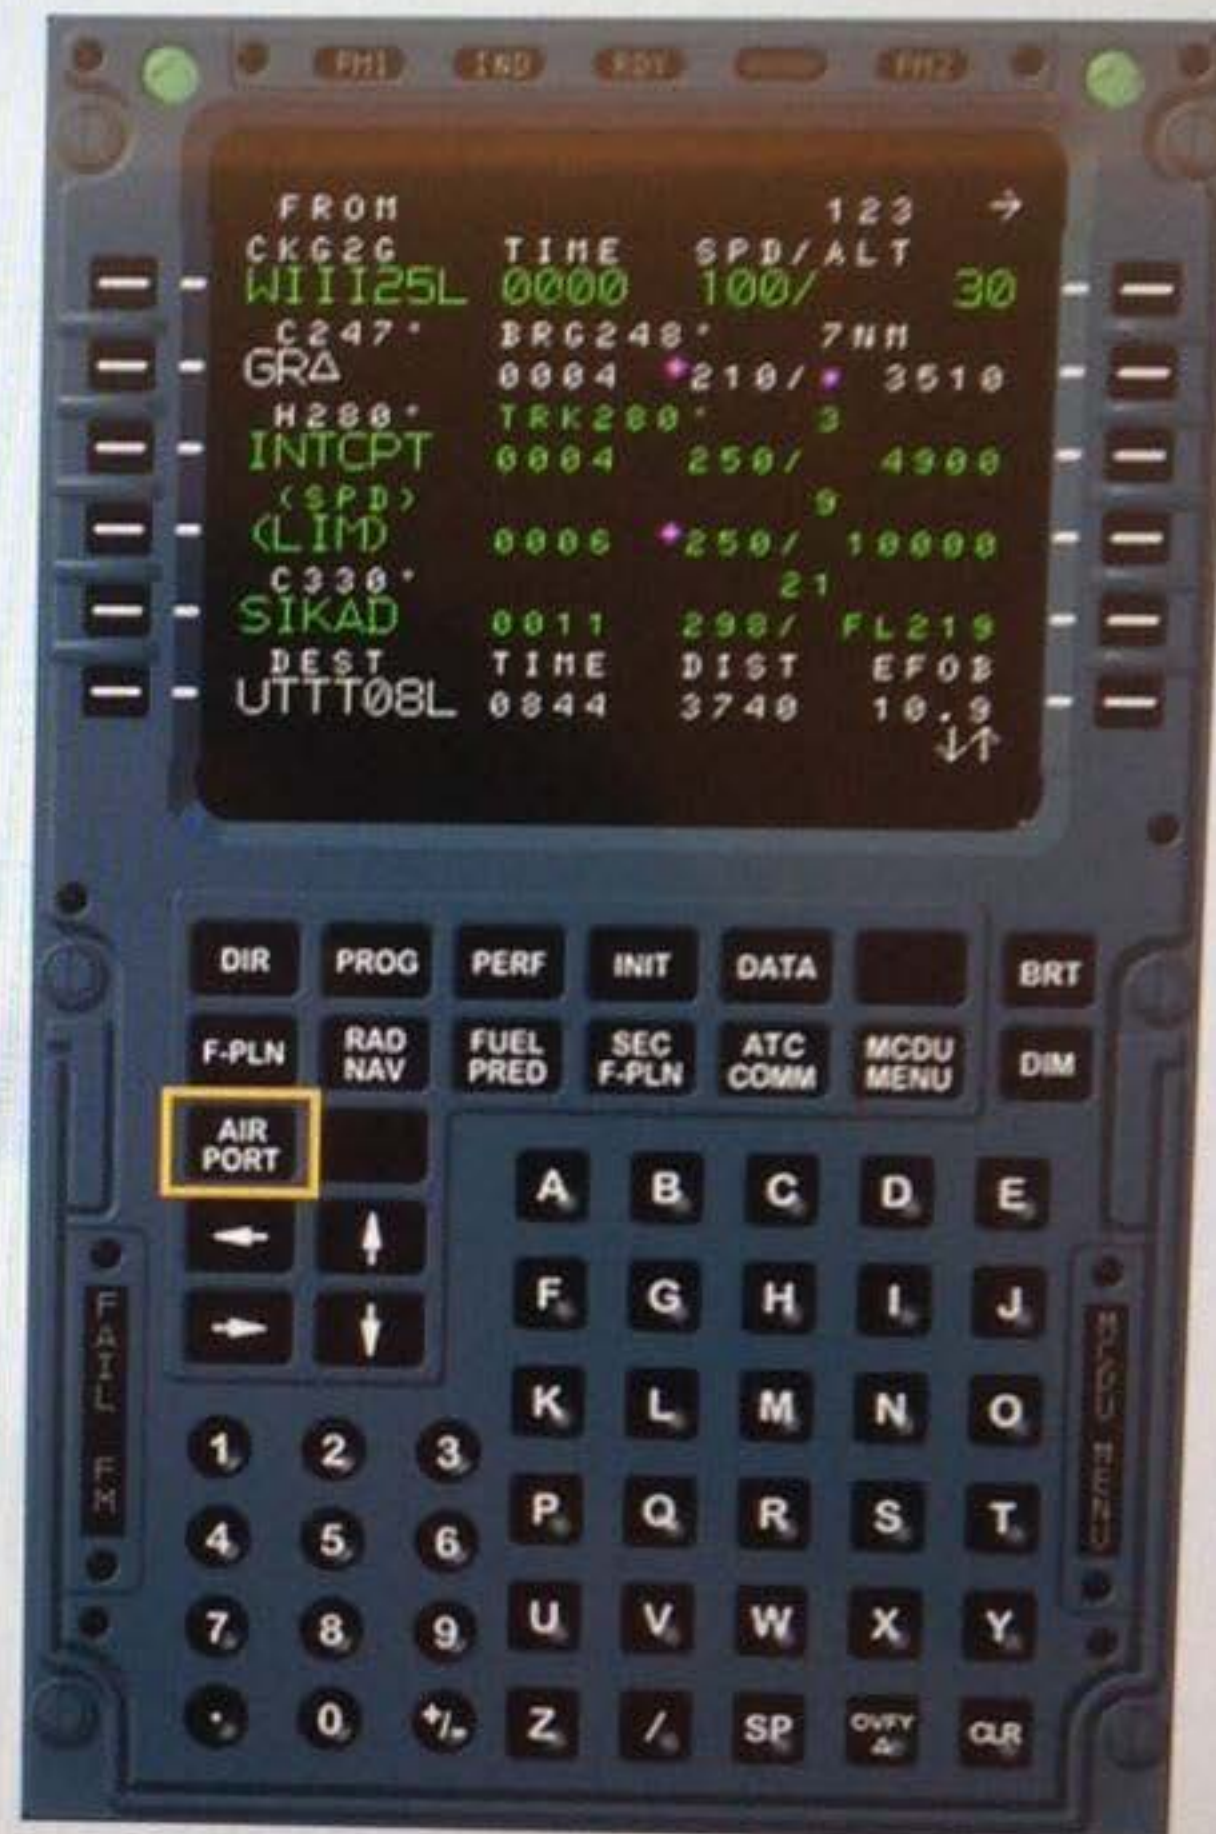 FM1 IND RDY FM2
FROM 123 →
CKG2G TIME SPD/ALT
WIII25L 0000 100/ 30
C247° BRG248° 7NM
GRΔ 0004 *210/* 3510
H280° TRK280° 3
INTCPT 0004 250/ 4900
(SPD) 9
(LIM) 0006 *250/ 10000
C330° 21
SIKAD 0011 298/ FL219
DEST TIME DIST EFOB
UTTT08L 0844 3740 10.9
↓↑
DIR PROG PERF INIT DATA BRT
F-PLN RAD NAV FUEL PRED SEC F-PLN ATC COMM MCDU MENU DIM
AIR PORT
← ↑
→ ↓
A B C D E
F G H I J
K L M N O
P Q R S T
U V W X Y
Z / SP OVFY Δ CLR
1 2 3
4 5 6
7 8 9
. 0 +/-
FAIL FM
MCDU MENU